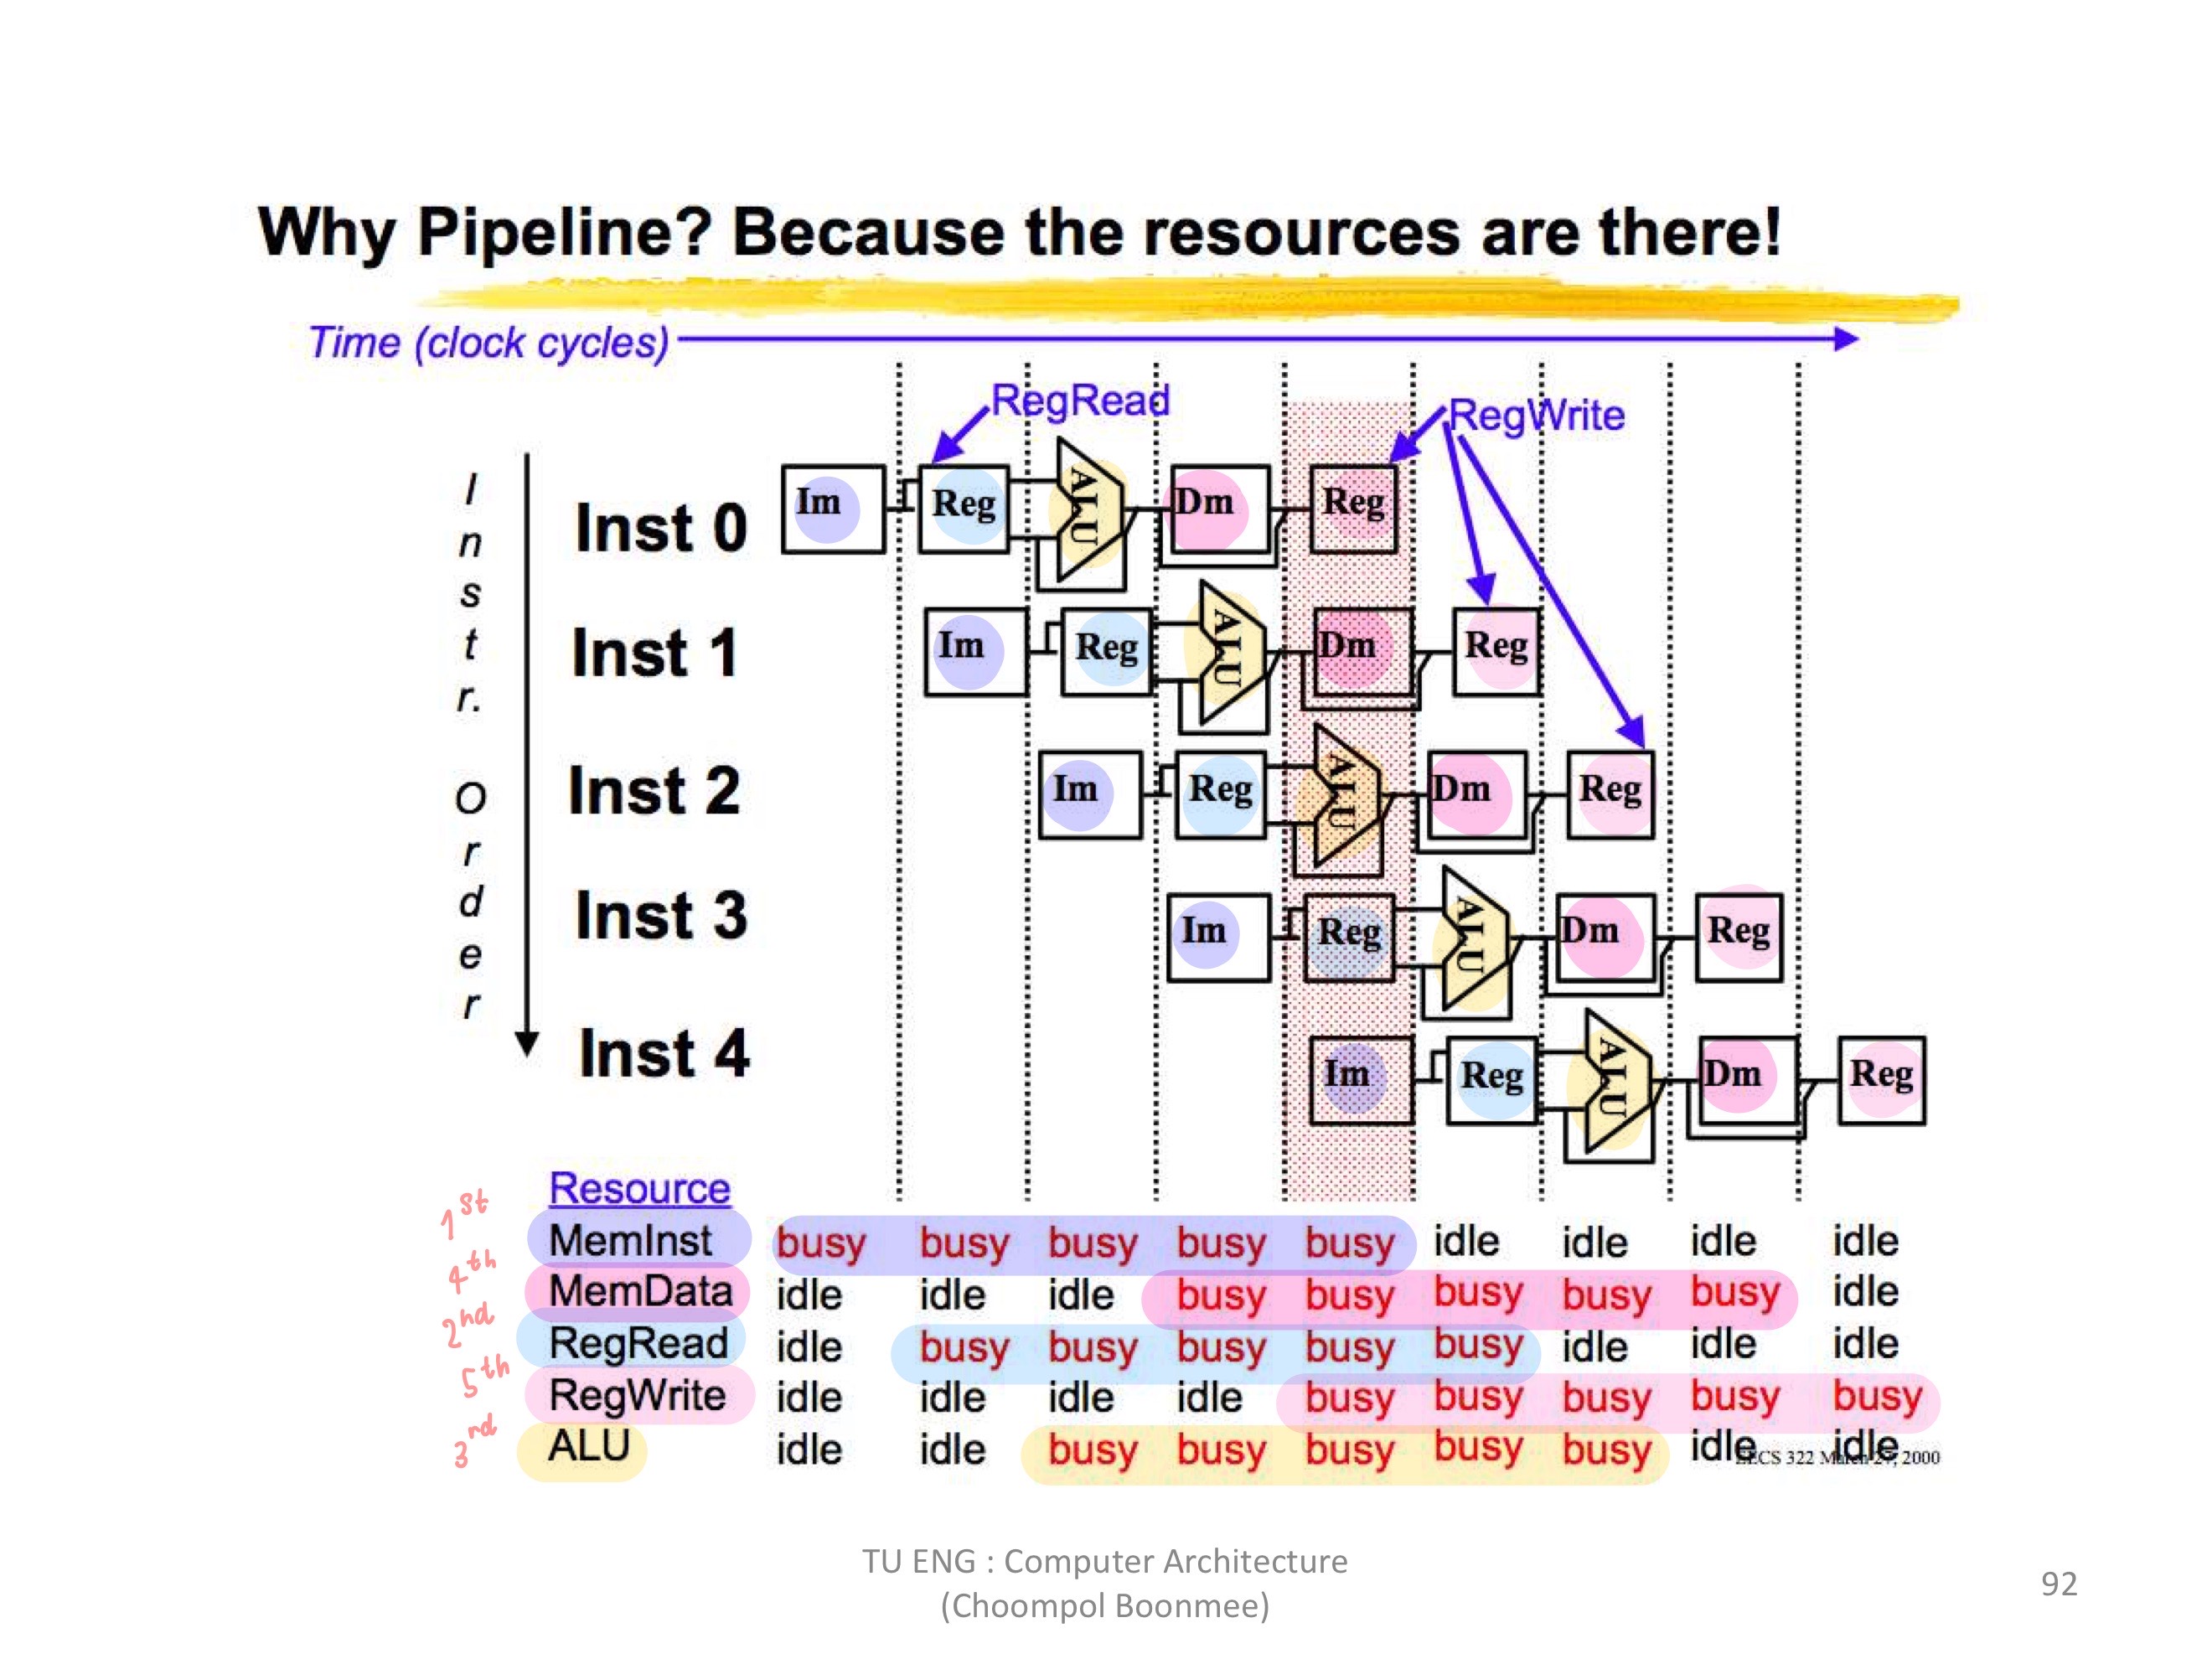 Why Pipeline? Because the resources are there!
Time (clock cycles)
RegRead
RegWrite
Instr. Order
Inst 0 Im Reg ALU Dm Reg
Inst 1 Im Reg ALU Dm Reg
Inst 2 Im Reg ALU Dm Reg
Inst 3 Im Reg ALU Dm Reg
Inst 4 Im Reg ALU Dm Reg
Resource
1st MemInst busy busy busy busy busy idle idle idle idle
4th MemData idle idle idle busy busy busy busy busy idle
2nd RegRead idle busy busy busy busy busy idle idle idle
5th RegWrite idle idle idle idle busy busy busy busy busy
3rd ALU idle idle busy busy busy busy busy idle idle
EECS 322 March 27, 2000
TU ENG : Computer Architecture
(Choompol Boonmee)
92